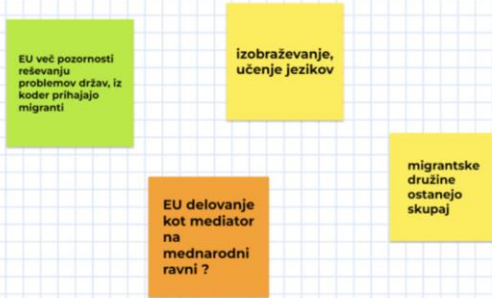 EU več pozornosti
reševanju
problemov držav, iz
koder prihajajo
migranti
izobraževanje,
učenje jezikov
EU delovanje
kot mediator
na
mednarodni
ravni ?
migrantske
družine
ostanejo
skupaj